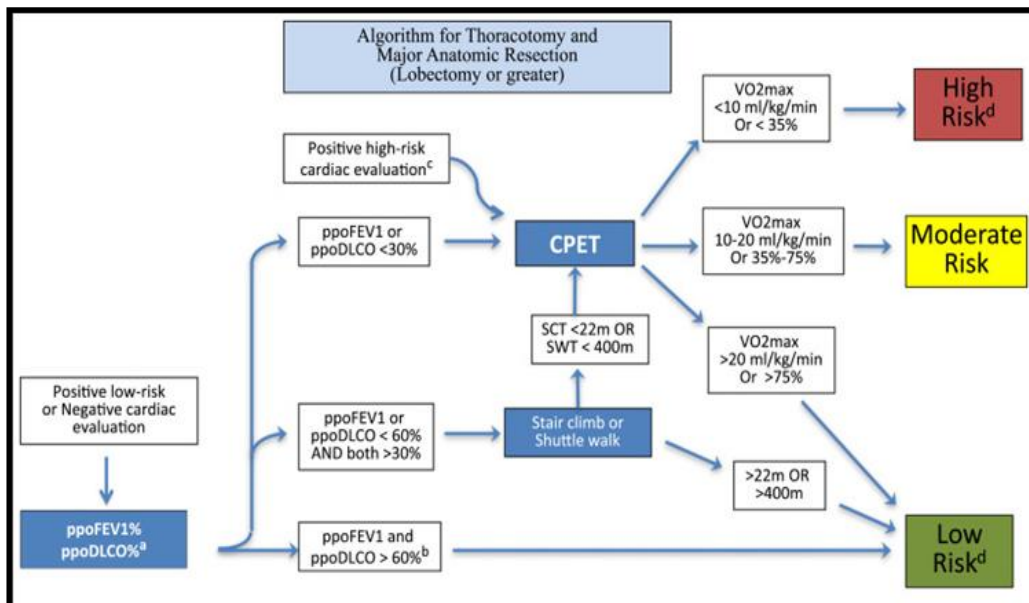 Algorithm for Thoracotomy and
Major Anatomic Resection
(Lobectomy or greater)
VO2max
<10 ml/kg/min
Or < 35%
High
Riskᵈ
Positive high-risk
cardiac evaluationᶜ
ppoFEV1 or
ppoDLCO <30%
CPET
VO2max
10-20 ml/kg/min
Or 35%-75%
Moderate
Risk
SCT <22m OR
SWT < 400m
VO2max
>20 ml/kg/min
Or >75%
Positive low-risk
or Negative cardiac
evaluation
ppoFEV1 or
ppoDLCO < 60%
AND both >30%
Stair climb or
Shuttle walk
>22m OR
>400m
ppoFEV1%
ppoDLCO%ᵃ
ppoFEV1 and
ppoDLCO > 60%ᵇ
Low
Riskᵈ